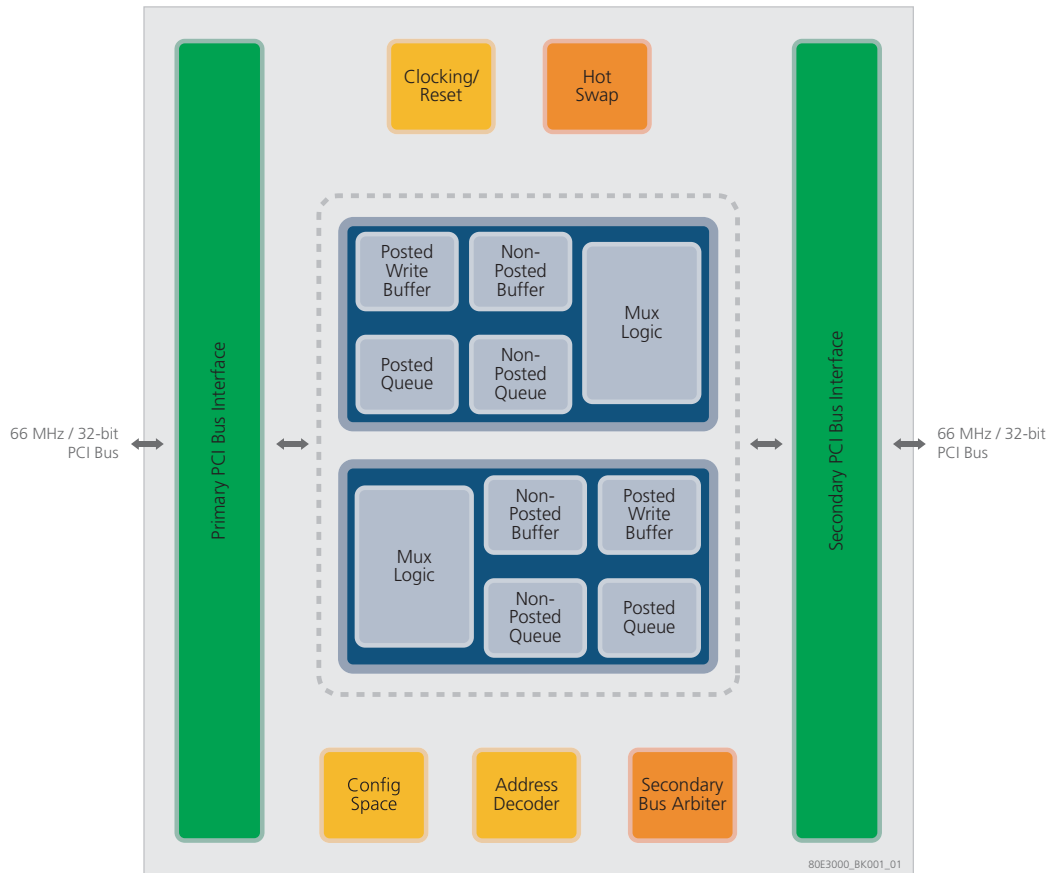 Clocking/
Reset
Hot
Swap
Posted
Write
Buffer
Non-
Posted
Buffer
Mux
Logic
Posted
Queue
Non-
Posted
Queue
Primary PCI Bus Interface
Secondary PCI Bus Interface
66 MHz / 32-bit
PCI Bus
66 MHz / 32-bit
PCI Bus
Mux
Logic
Non-
Posted
Buffer
Posted
Write
Buffer
Non-
Posted
Queue
Posted
Queue
Config
Space
Address
Decoder
Secondary
Bus Arbiter
80E3000_BK001_01